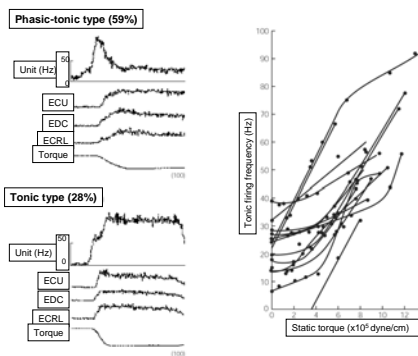 Phasic-tonic type (59%)
50
Unit (Hz)
0
ECU
EDC
ECRL
Torque
(100)
Tonic type (28%)
50
Unit (Hz)
0
ECU
EDC
ECRL
Torque
(100)
Tonic firing frequency (Hz)
100
90
80
70
60
50
40
30
20
10
0
0 2 4 6 8 10 12
Static torque (x10⁵ dyne/cm)